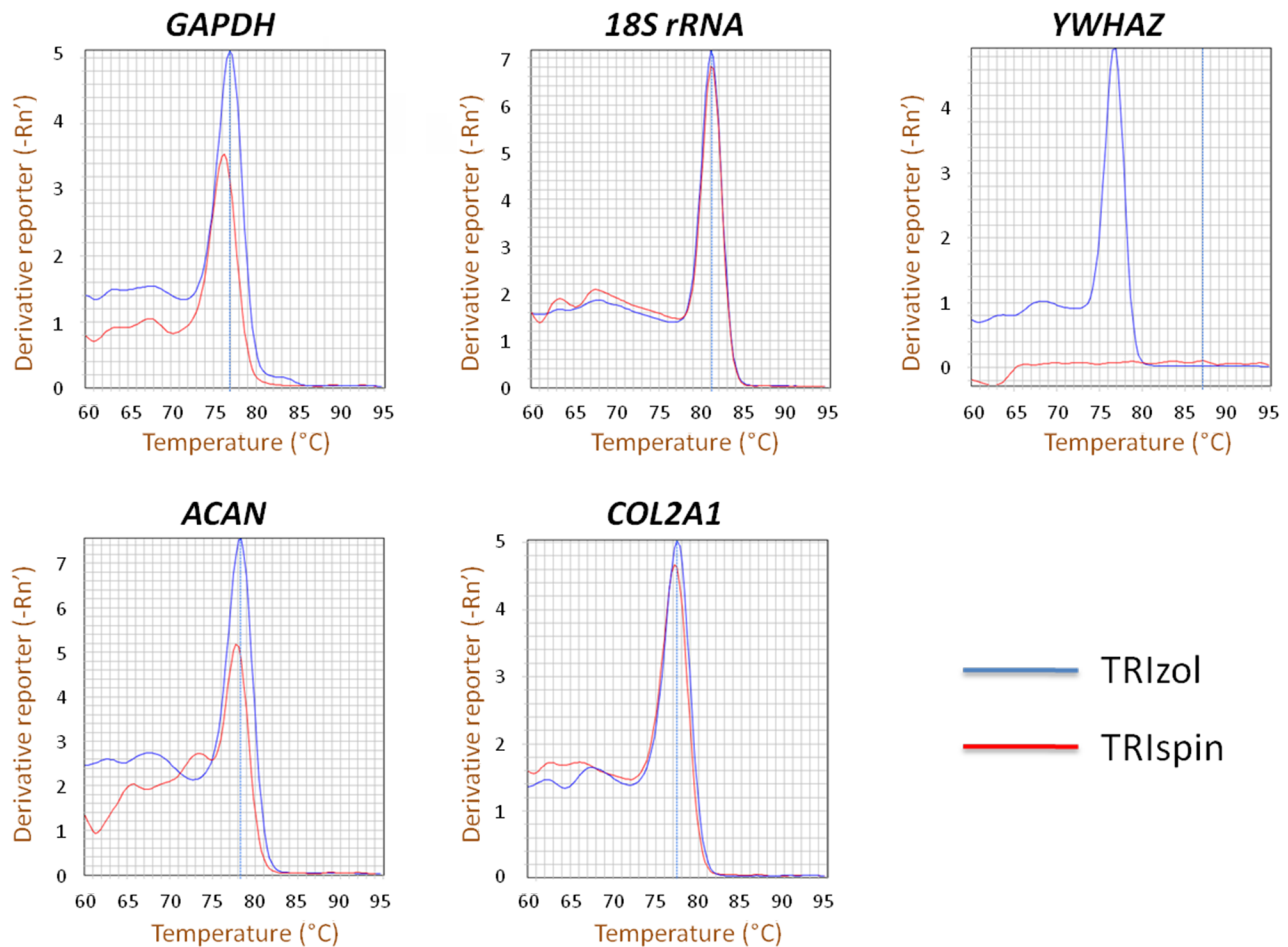 GAPDH
Derivative reporter (-Rn')
5
4
3
2
1
0
60 65 70 75 80 85 90 95
Temperature (°C)
18S rRNA
Derivative reporter (-Rn')
7
6
5
4
3
2
1
0
60 65 70 75 80 85 90 95
Temperature (°C)
YWHAZ
Derivative reporter (-Rn')
4
3
2
1
0
60 65 70 75 80 85 90 95
Temperature (°C)
ACAN
Derivative reporter (-Rn')
7
6
5
4
3
2
1
0
60 65 70 75 80 85 90 95
Temperature (°C)
COL2A1
Derivative reporter (-Rn')
5
4
3
2
1
0
60 65 70 75 80 85 90 95
Temperature (°C)
TRIzol
TRIspin